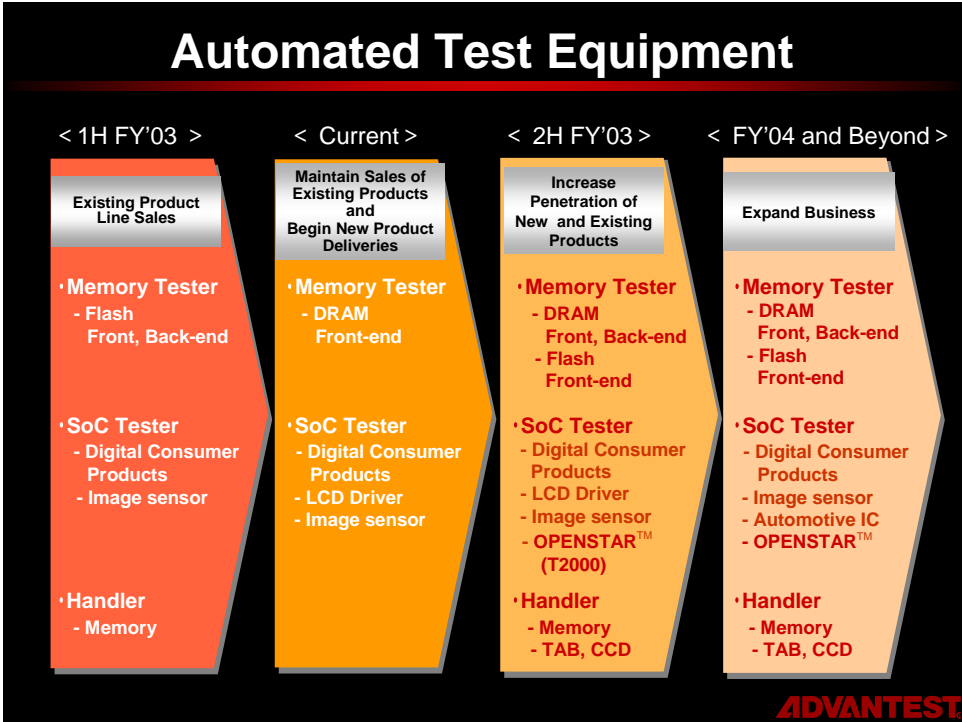 Automated Test Equipment
< 1H FY'03 >
Existing Product
Line Sales
・Memory Tester
- Flash
Front, Back-end
・SoC Tester
- Digital Consumer
Products
- Image sensor
・Handler
- Memory
< Current >
Maintain Sales of
Existing Products
and
Begin New Product
Deliveries
・Memory Tester
- DRAM
Front-end
・SoC Tester
- Digital Consumer
Products
- LCD Driver
- Image sensor
< 2H FY'03 >
Increase
Penetration of
New and Existing
Products
・Memory Tester
- DRAM
Front, Back-end
- Flash
Front-end
・SoC Tester
- Digital Consumer
Products
- LCD Driver
- Image sensor
- OPENSTAR™
(T2000)
・Handler
- Memory
- TAB, CCD
< FY'04 and Beyond >
Expand Business
・Memory Tester
- DRAM
Front, Back-end
- Flash
Front-end
・SoC Tester
- Digital Consumer
Products
- Image sensor
- Automotive IC
- OPENSTAR™
・Handler
- Memory
- TAB, CCD
ADVANTEST